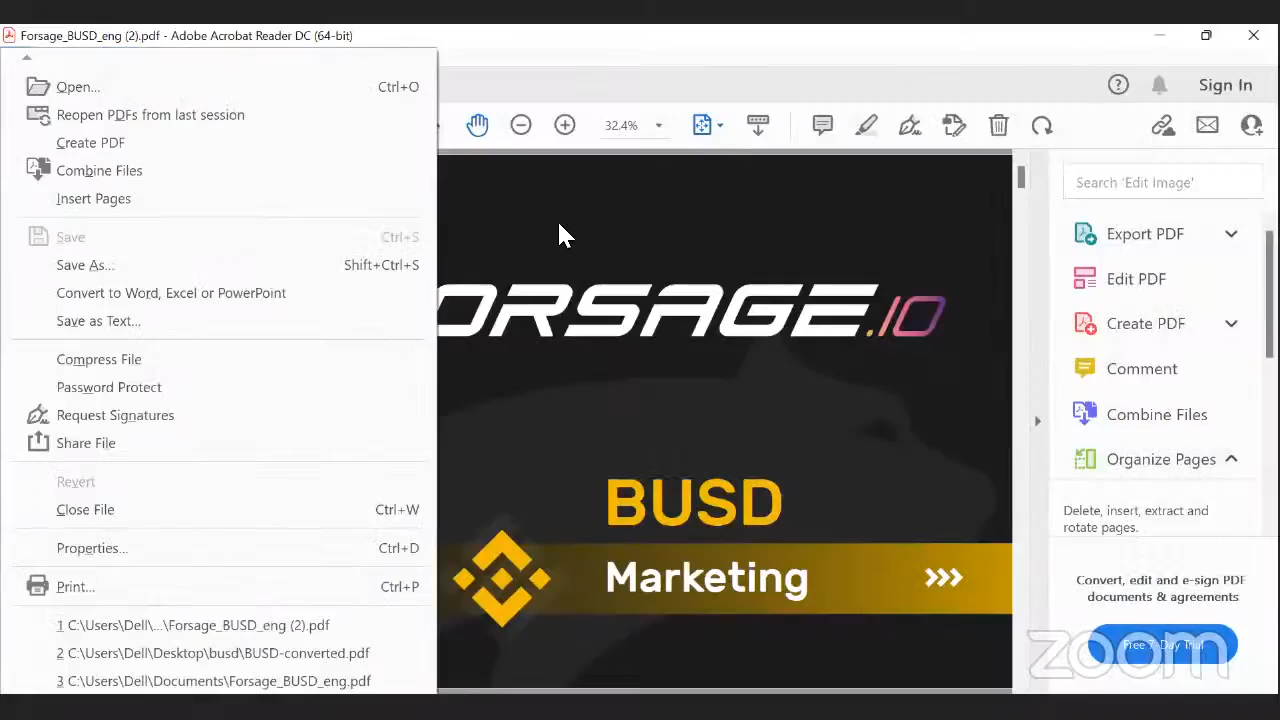 Forsage_BUSD_eng (2).pdf - Adobe Acrobat Reader DC (64-bit)
Sign In
Open... Ctrl+O
Reopen PDFs from last session
Create PDF
Combine Files
Insert Pages
Save Ctrl+S
Save As... Shift+Ctrl+S
Convert to Word, Excel or PowerPoint
Save as Text...
Compress File
Password Protect
Request Signatures
Share File
Revert
Close File Ctrl+W
Properties... Ctrl+D
Print... Ctrl+P
1 C:\Users\Dell\...\Forsage_BUSD_eng (2).pdf
2 C:\Users\Dell\Desktop\busd\BUSD-converted.pdf
3 C:\Users\Dell\Documents\Forsage_BUSD_eng.pdf
32.4%
ORSAGE.IO
BUSD
Marketing
Search 'Edit Image'
Export PDF
Edit PDF
Create PDF
Comment
Combine Files
Organize Pages
Delete, insert, extract and
rotate pages.
Convert, edit and e-sign PDF
documents & agreements
Free 7-Day Trial
zoom